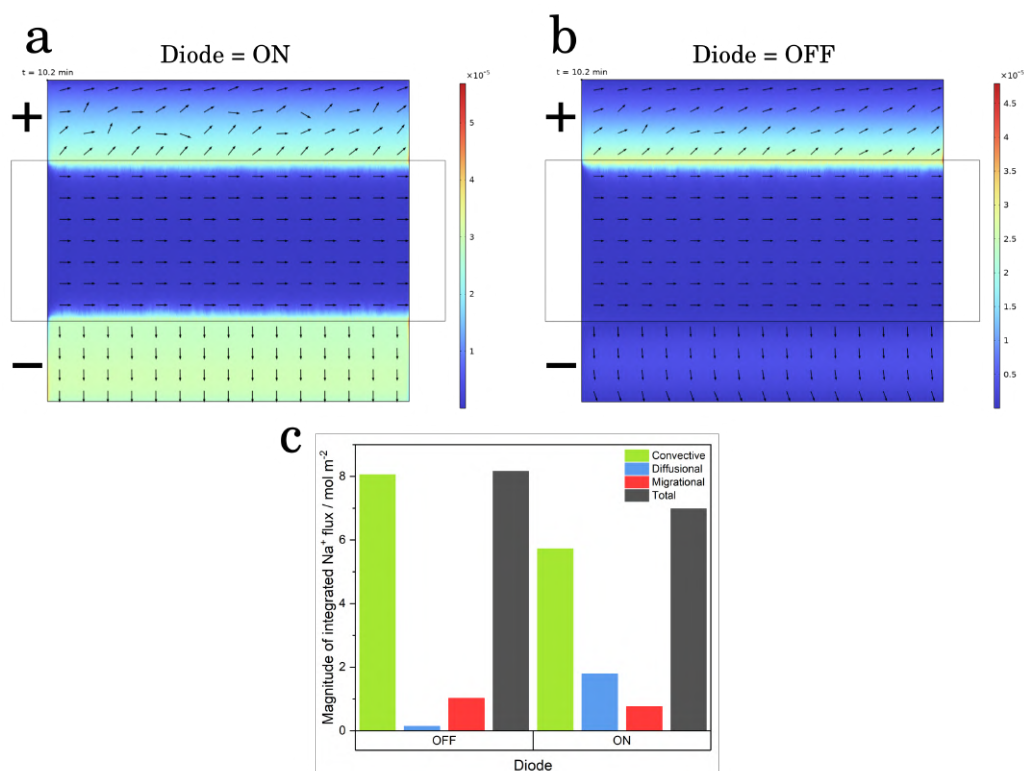 a
Diode = ON
t = 10.2 min
×10⁻⁵
+
−
5
4
3
2
1
b
Diode = OFF
t = 10.2 min
×10⁻⁵
+
−
4.5
4
3.5
3
2.5
2
1.5
1
0.5
c
Magnitude of integrated Na⁺ flux / mol m⁻²
8
6
4
2
0
Convective
Diffusional
Migrational
Total
OFF
ON
Diode